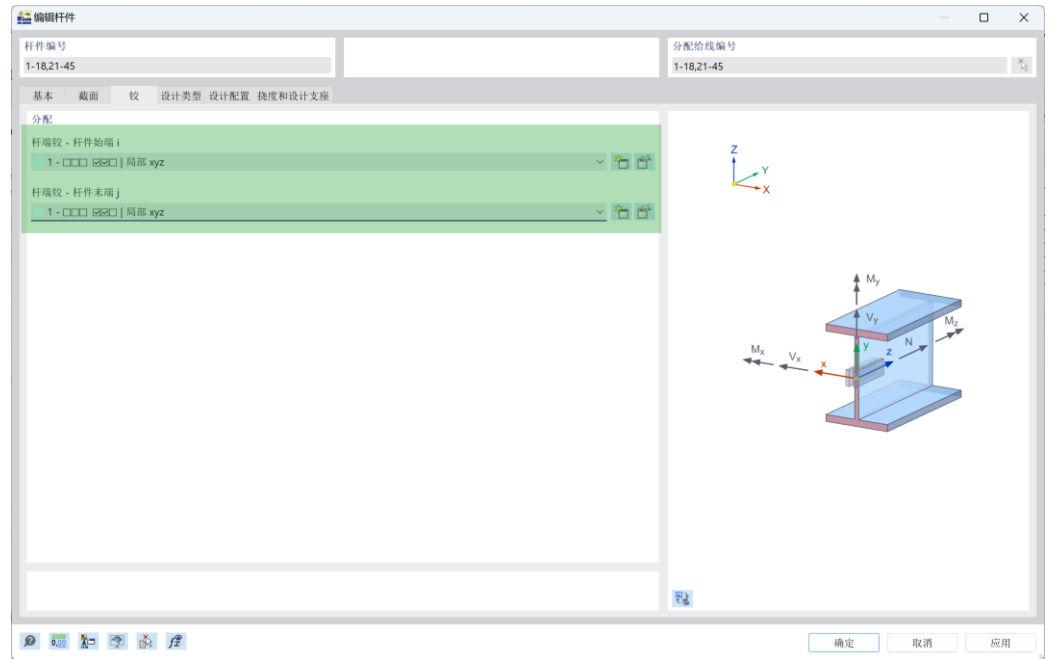 编辑杆件
杆件编号
1-18,21-45
分配给线编号
1-18,21-45
基本 截面 铰 设计类型 设计配置 挠度和设计支座
分配
杆端铰 - 杆件始端 i
1 - □□□ ☑☑□ | 局部 xyz
杆端铰 - 杆件末端 j
1 - □□□ ☑☑□ | 局部 xyz
Z
Y
X
My
Vy
Mz
N
y
z
Mx
Vx
x
0,00
确定 取消 应用